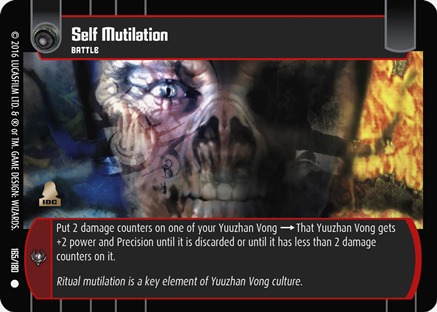 Self Mutilation
BATTLE
© 2016 LUCASFILM LTD. & ® or TM. GAME DESIGN: WIZARDS.
IDC
165/180
Put 2 damage counters on one of your Yuuzhan Vong → That Yuuzhan Vong gets
+2 power and Precision until it is discarded or until it has less than 2 damage
counters on it.
Ritual mutilation is a key element of Yuuzhan Vong culture.